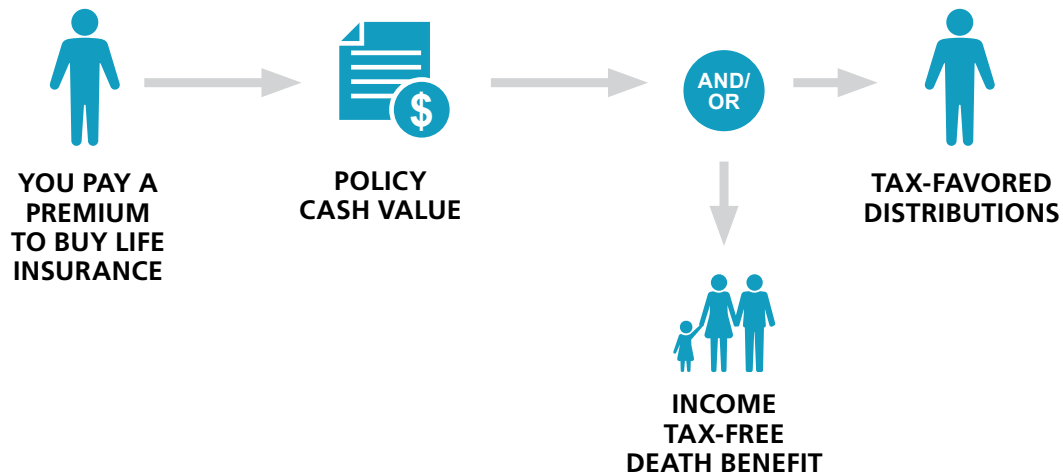 YOU PAY A
PREMIUM
TO BUY LIFE
INSURANCE
$
POLICY
CASH VALUE
AND/
OR
TAX-FAVORED
DISTRIBUTIONS
INCOME
TAX-FREE
DEATH BENEFIT